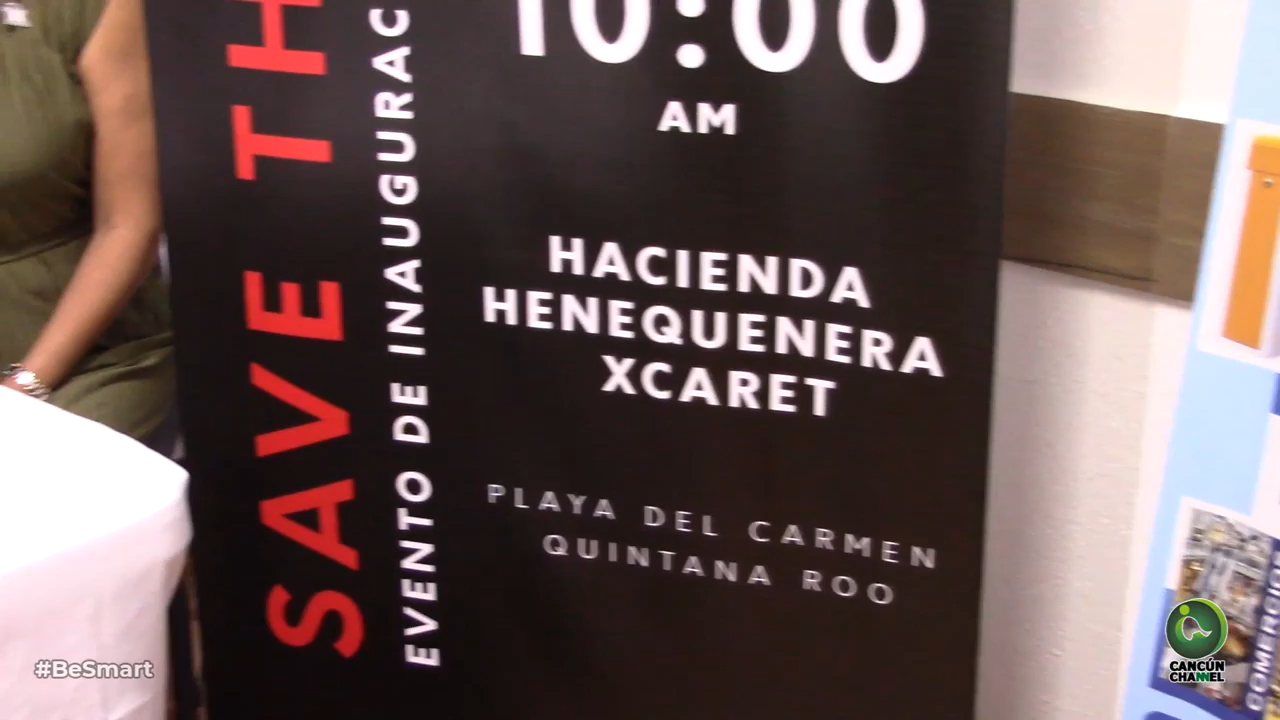 SAVE TH
EVENTO DE INAUGURAC
10:00
AM
HACIENDA
HENEQUENERA
XCARET
PLAYA DEL CARMEN
QUINTANA ROO
#BeSmart
CANCÚN
CHANNEL